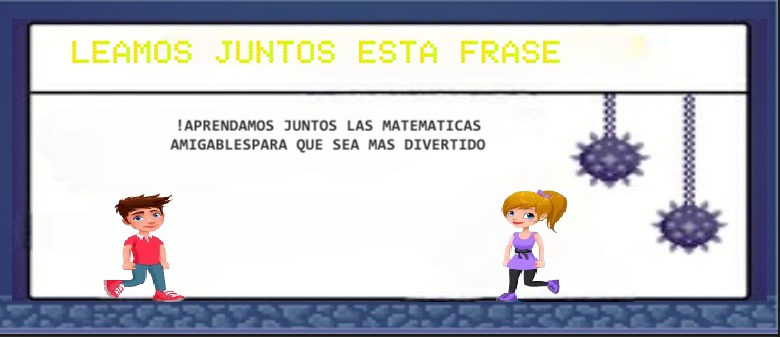 LEAMOS JUNTOS ESTA FRASE
!APRENDAMOS JUNTOS LAS MATEMATICAS
AMIGABLESPARA QUE SEA MAS DIVERTIDO